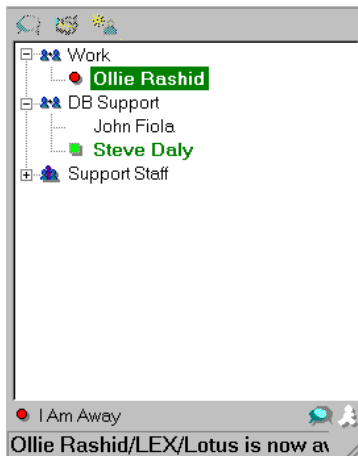 Work
Ollie Rashid
DB Support
John Fiola
Steve Daly
Support Staff
I Am Away
Ollie Rashid/LEX/Lotus is now